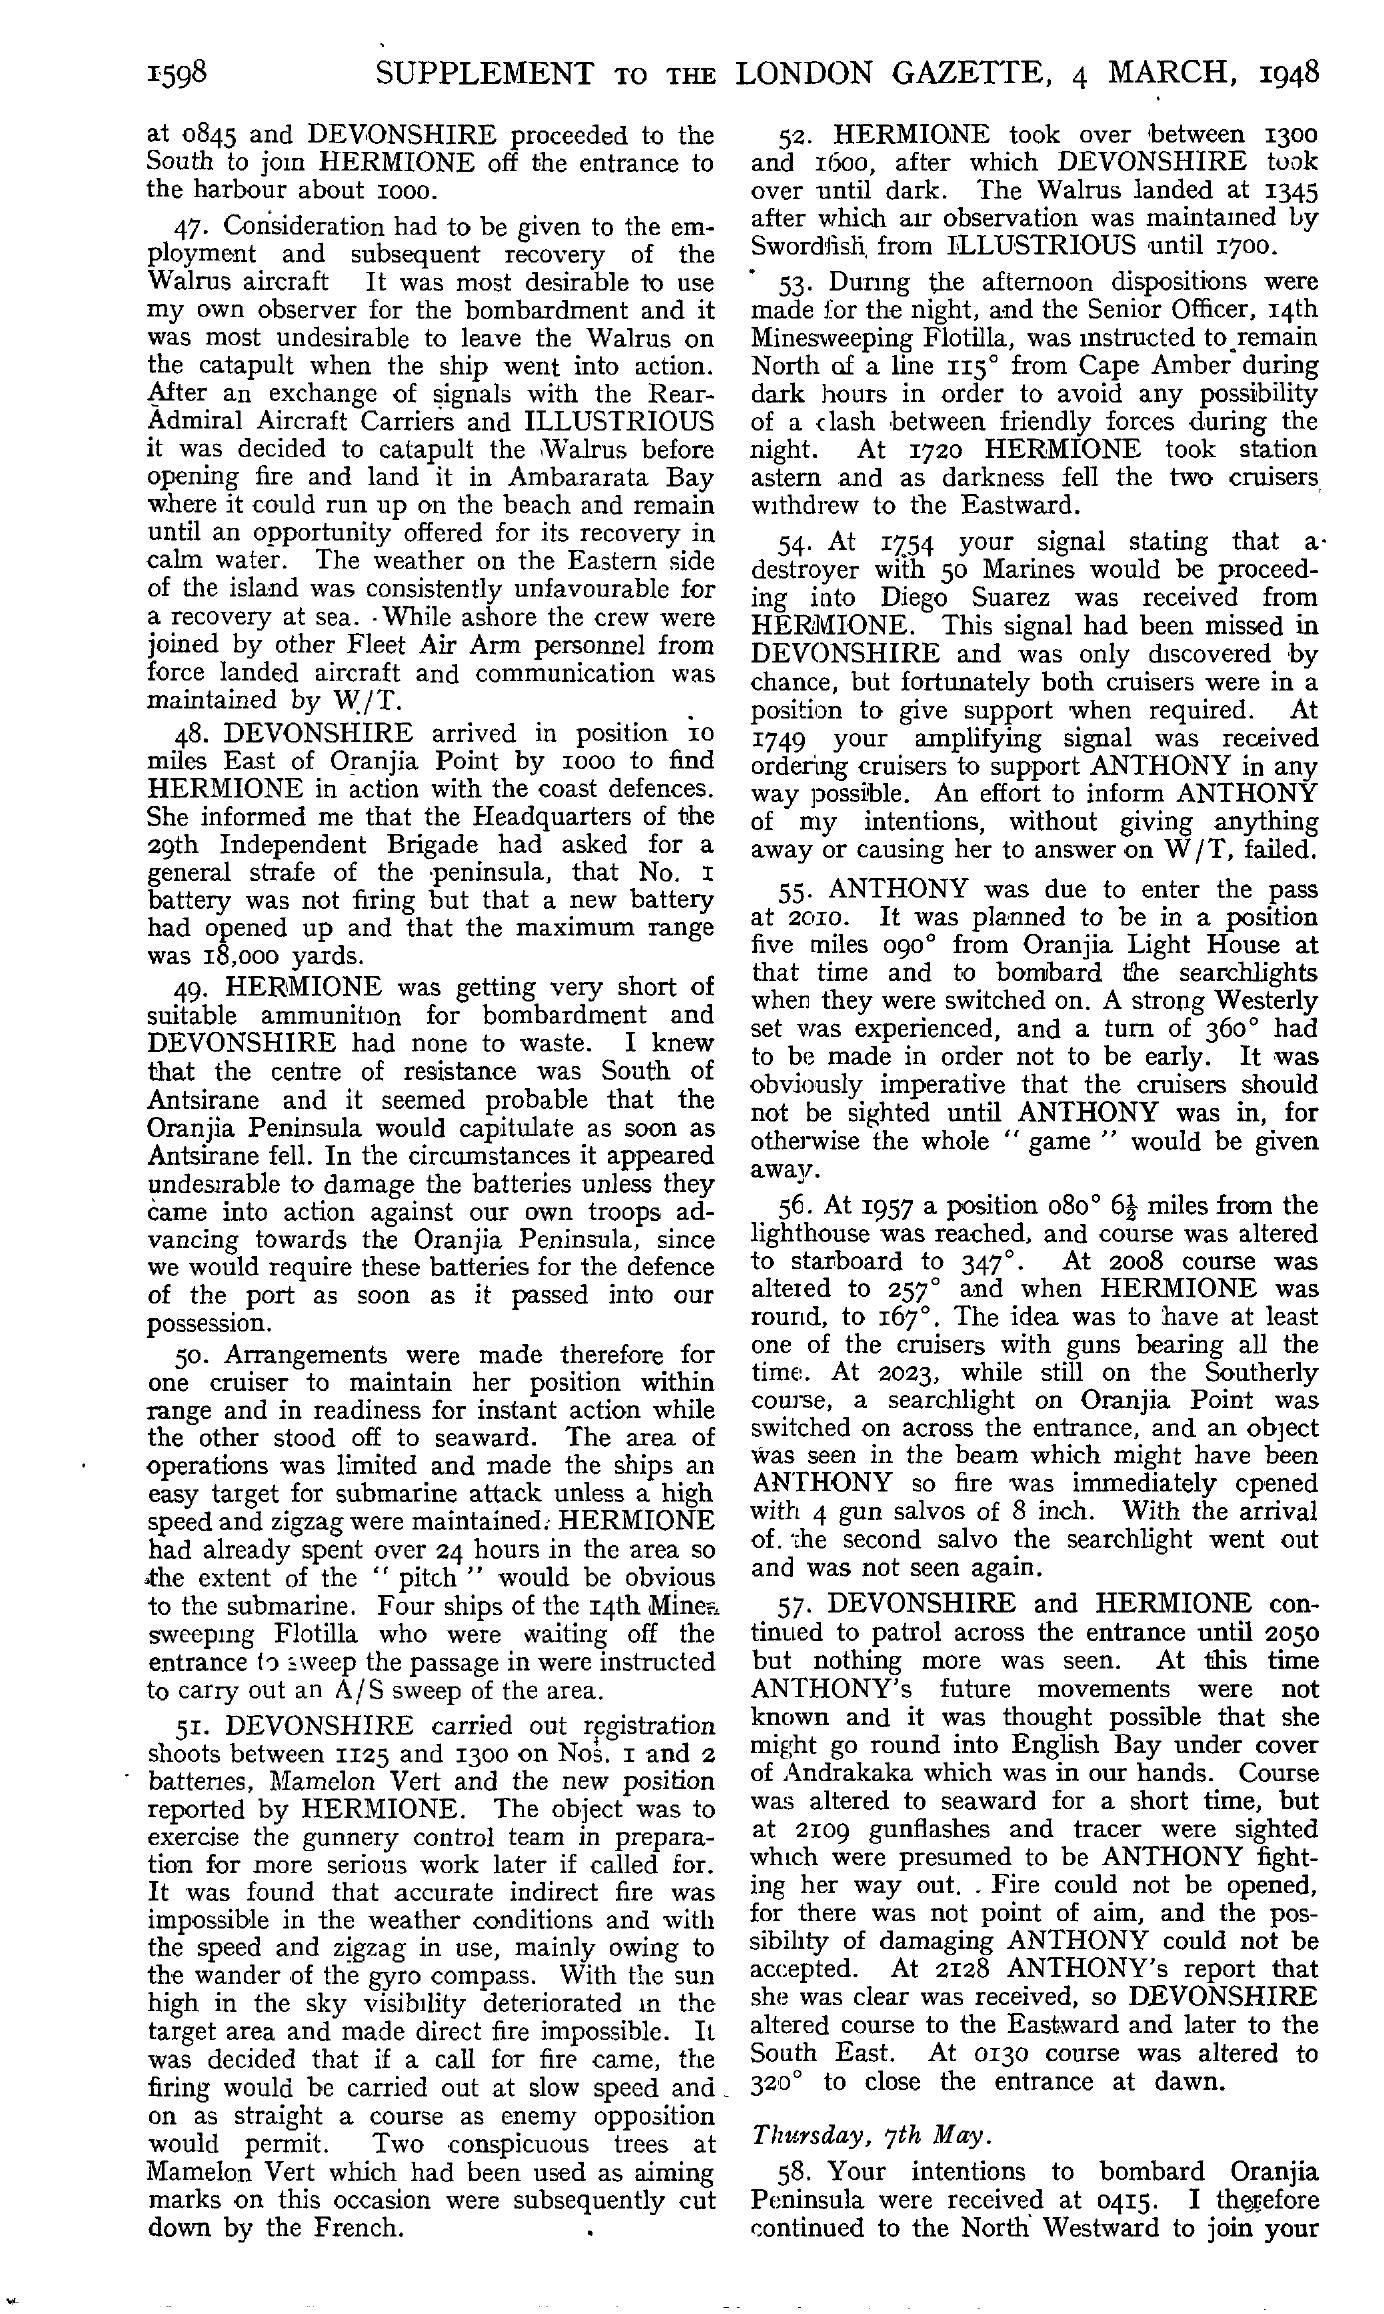 1598 SUPPLEMENT TO THE LONDON GAZETTE, 4 MARCH, 1948
at 0845 and DEVONSHIRE proceeded to the
South to join HERMIONE off the entrance to
the harbour about 1000.
47. Consideration had to be given to the em-
ployment and subsequent recovery of the
Walrus aircraft It was most desirable to use
my own observer for the bombardment and it
was most undesirable to leave the Walrus on
the catapult when the ship went into action.
After an exchange of signals with the Rear-
Admiral Aircraft Carriers and ILLUSTRIOUS
it was decided to catapult the Walrus before
opening fire and land it in Ambararata Bay
where it could run up on the beach and remain
until an opportunity offered for its recovery in
calm water. The weather on the Eastern side
of the island was consistently unfavourable for
a recovery at sea. While ashore the crew were
joined by other Fleet Air Arm personnel from
force landed aircraft and communication was
maintained by W/T.
48. DEVONSHIRE arrived in position 10
miles East of Oranjia Point by 1000 to find
HERMIONE in action with the coast defences.
She informed me that the Headquarters of the
29th Independent Brigade had asked for a
general strafe of the peninsula, that No. 1
battery was not firing but that a new battery
had opened up and that the maximum range
was 18,000 yards.
49. HERMIONE was getting very short of
suitable ammunition for bombardment and
DEVONSHIRE had none to waste. I knew
that the centre of resistance was South of
Antsirane and it seemed probable that the
Oranjia Peninsula would capitulate as soon as
Antsirane fell. In the circumstances it appeared
undesirable to damage the batteries unless they
came into action against our own troops ad-
vancing towards the Oranjia Peninsula, since
we would require these batteries for the defence
of the port as soon as it passed into our
possession.
50. Arrangements were made therefore for
one cruiser to maintain her position within
range and in readiness for instant action while
the other stood off to seaward. The area of
operations was limited and made the ships an
easy target for submarine attack unless a high
speed and zigzag were maintained. HERMIONE
had already spent over 24 hours in the area so
the extent of the " pitch " would be obvious
to the submarine. Four ships of the 14th Mine-
sweeping Flotilla who were waiting off the
entrance to sweep the passage in were instructed
to carry out an A/S sweep of the area.
51. DEVONSHIRE carried out registration
shoots between 1125 and 1300 on Nos. 1 and 2
batteries, Mamelon Vert and the new position
reported by HERMIONE. The object was to
exercise the gunnery control team in prepara-
tion for more serious work later if called for.
It was found that accurate indirect fire was
impossible in the weather conditions and with
the speed and zigzag in use, mainly owing to
the wander of the gyro compass. With the sun
high in the sky visibility deteriorated in the
target area and made direct fire impossible. It
was decided that if a call for fire came, the
firing would be carried out at slow speed and
on as straight a course as enemy opposition
would permit. Two conspicuous trees at
Mamelon Vert which had been used as aiming
marks on this occasion were subsequently cut
down by the French.
52. HERMIONE took over between 1300
and 1600, after which DEVONSHIRE took
over until dark. The Walrus landed at 1345
after which air observation was maintained by
Swordfish from ILLUSTRIOUS until 1700.
53. During the afternoon dispositions were
made for the night, and the Senior Officer, 14th
Minesweeping Flotilla, was instructed to remain
North of a line 115° from Cape Amber during
dark hours in order to avoid any possibility
of a clash between friendly forces during the
night. At 1720 HERMIONE took station
astern and as darkness fell the two cruisers
withdrew to the Eastward.
54. At 1754 your signal stating that a
destroyer with 50 Marines would be proceed-
ing into Diego Suarez was received from
HERMIONE. This signal had been missed in
DEVONSHIRE and was only discovered by
chance, but fortunately both cruisers were in a
position to give support when required. At
1749 your amplifying signal was received
ordering cruisers to support ANTHONY in any
way possible. An effort to inform ANTHONY
of my intentions, without giving anything
away or causing her to answer on W/T, failed.
55. ANTHONY was due to enter the pass
at 2010. It was planned to be in a position
five miles 090° from Oranjia Light House at
that time and to bombard the searchlights
when they were switched on. A strong Westerly
set was experienced, and a turn of 360° had
to be made in order not to be early. It was
obviously imperative that the cruisers should
not be sighted until ANTHONY was in, for
otherwise the whole " game " would be given
away.
56. At 1957 a position 080° 6½ miles from the
lighthouse was reached, and course was altered
to starboard to 347°. At 2008 course was
altered to 257° and when HERMIONE was
round, to 167°. The idea was to have at least
one of the cruisers with guns bearing all the
time. At 2023, while still on the Southerly
course, a searchlight on Oranjia Point was
switched on across the entrance, and an object
was seen in the beam which might have been
ANTHONY so fire was immediately opened
with 4 gun salvos of 8 inch. With the arrival
of the second salvo the searchlight went out
and was not seen again.
57. DEVONSHIRE and HERMIONE con-
tinued to patrol across the entrance until 2050
but nothing more was seen. At this time
ANTHONY's future movements were not
known and it was thought possible that she
might go round into English Bay under cover
of Andrakaka which was in our hands. Course
was altered to seaward for a short time, but
at 2109 gunflashes and tracer were sighted
which were presumed to be ANTHONY fight-
ing her way out. Fire could not be opened,
for there was not point of aim, and the pos-
sibility of damaging ANTHONY could not be
accepted. At 2128 ANTHONY's report that
she was clear was received, so DEVONSHIRE
altered course to the Eastward and later to the
South East. At 0130 course was altered to
320° to close the entrance at dawn.
Thursday, 7th May.
58. Your intentions to bombard Oranjia
Peninsula were received at 0415. I therefore
continued to the North Westward to join your